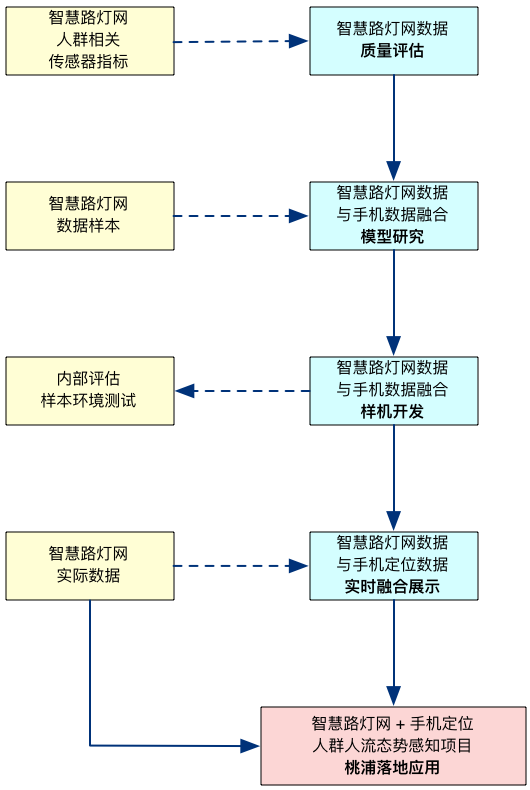 智慧路灯网
人群相关
传感器指标
智慧路灯网数据
质量评估
智慧路灯网
数据样本
智慧路灯网数据
与手机数据融合
模型研究
内部评估
样本环境测试
智慧路灯网数据
与手机数据融合
样机开发
智慧路灯网
实际数据
智慧路灯网数据
与手机定位数据
实时融合展示
智慧路灯网 + 手机定位
人群人流态势感知项目
桃浦落地应用